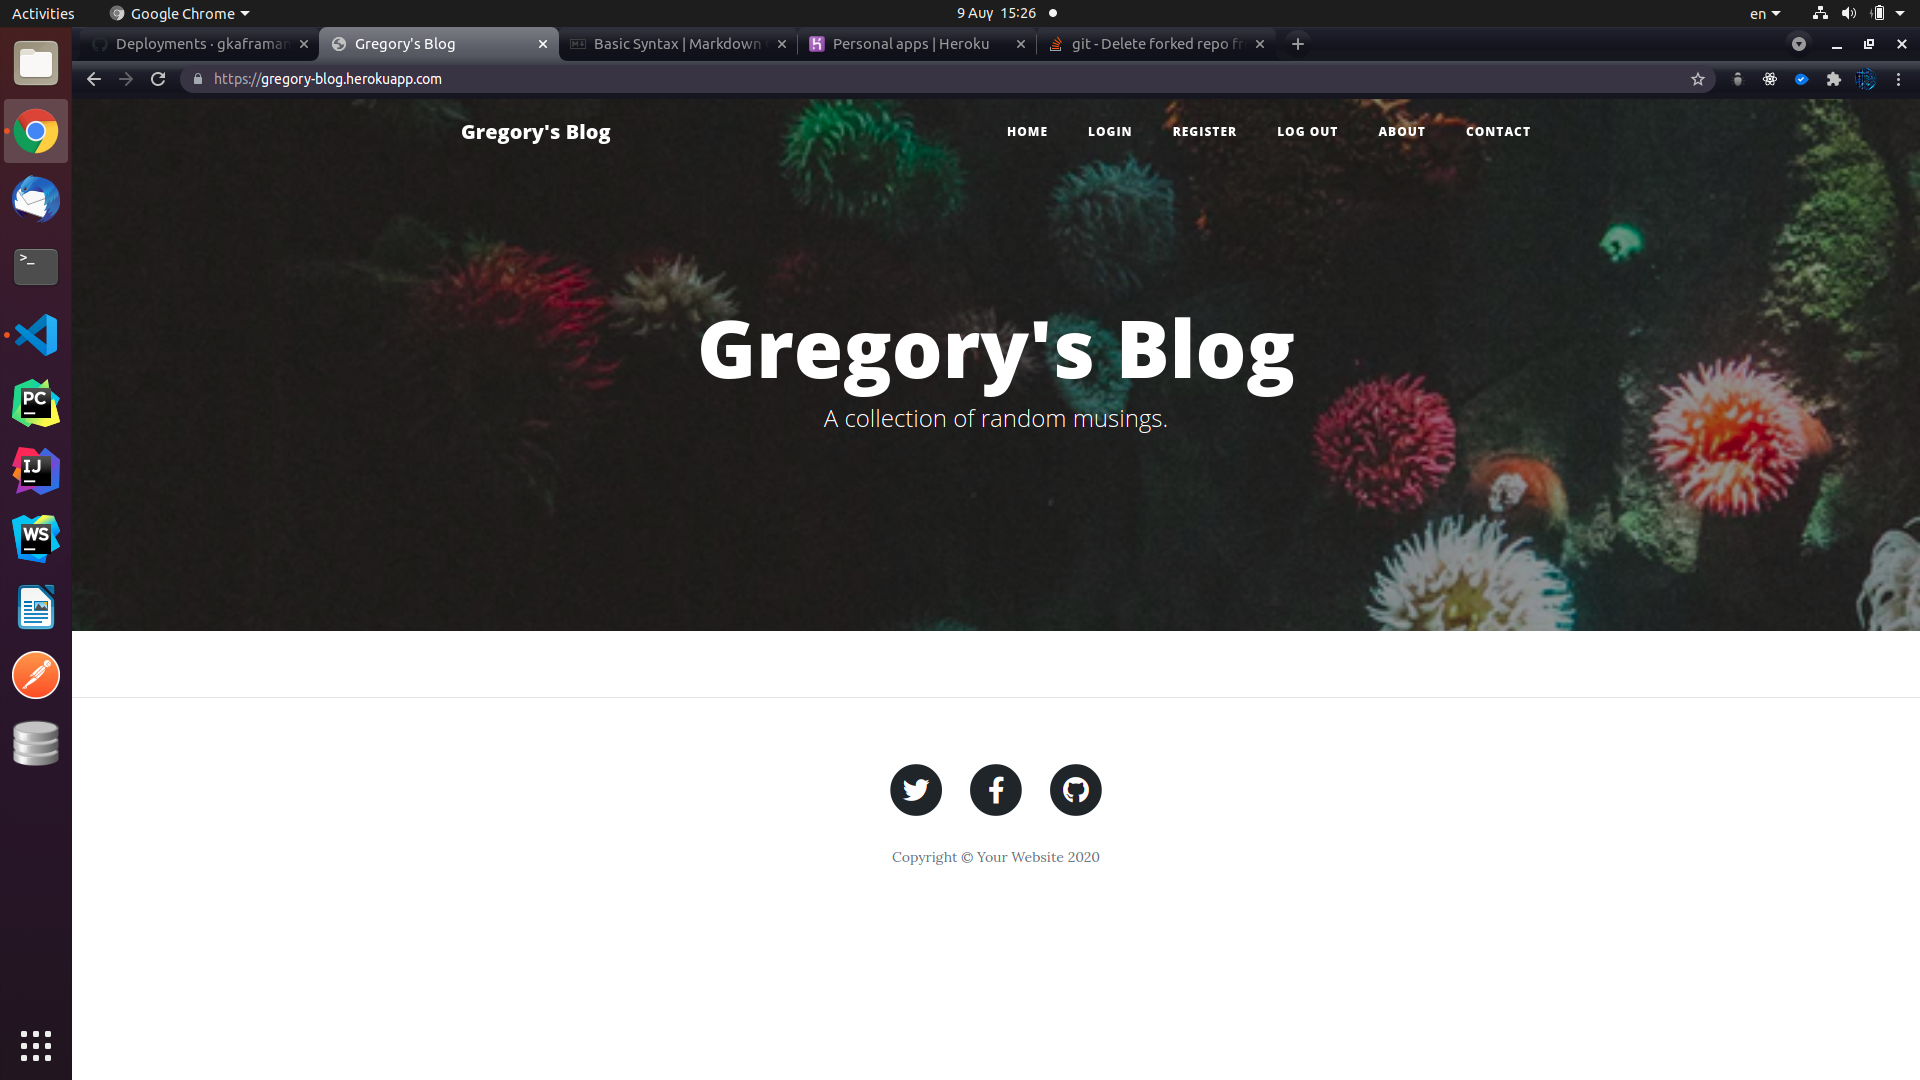 Activities Google Chrome 9 Αυγ 15:26 en
Deployments · gkaframan Gregory's Blog Basic Syntax | Markdown Personal apps | Heroku git - Delete forked repo fr
https://gregory-blog.herokuapp.com
Gregory's Blog HOME LOGIN REGISTER LOG OUT ABOUT CONTACT
Gregory's Blog
A collection of random musings.
>_
PC
IJ
WS
Copyright © Your Website 2020